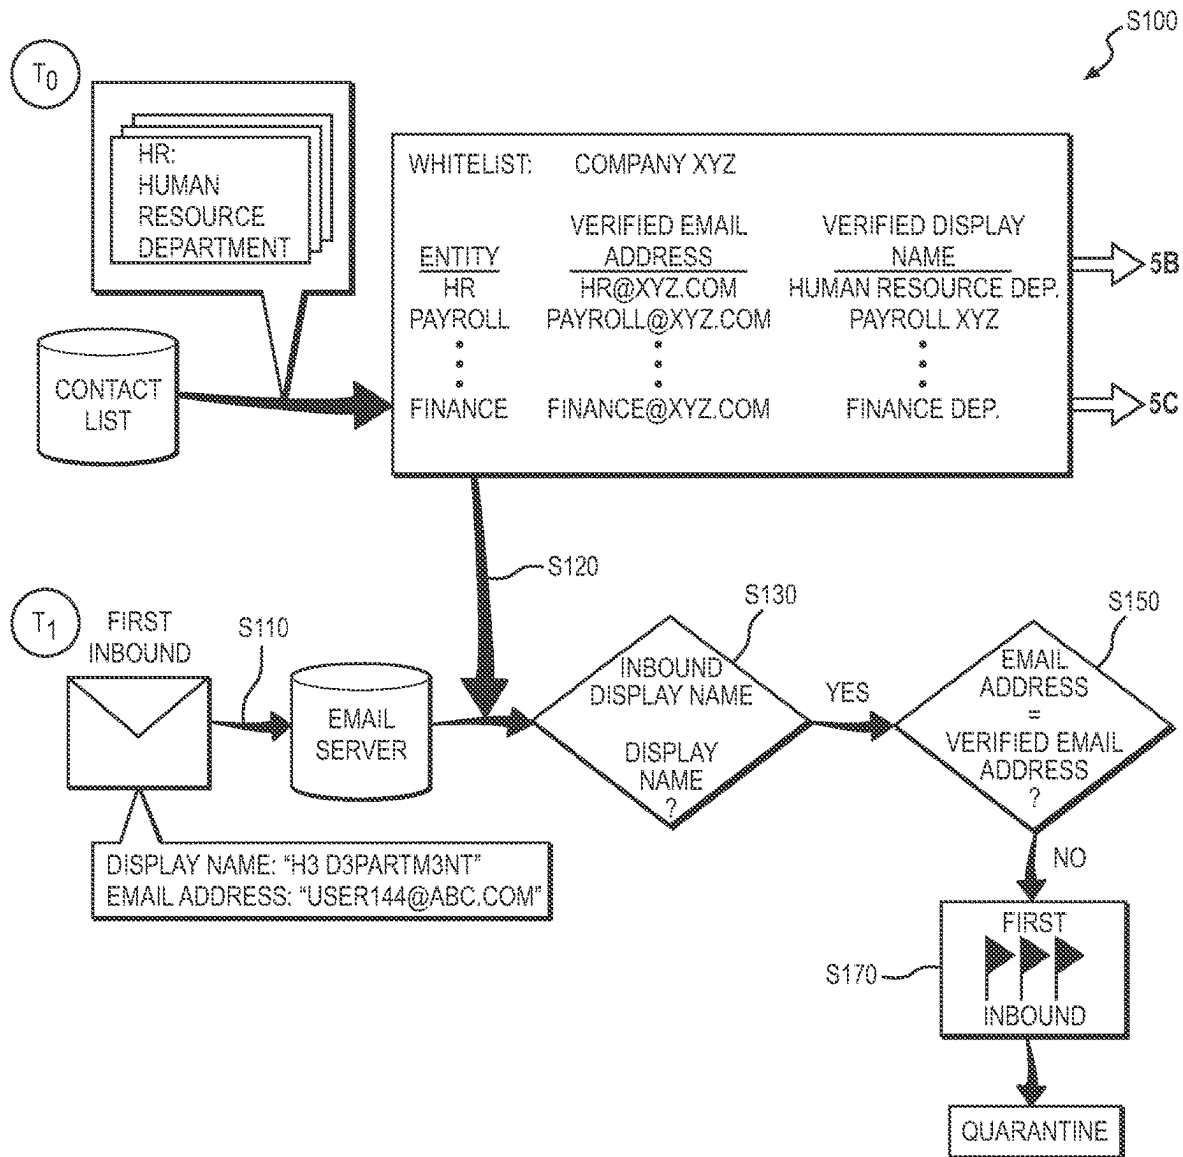 S100
T0
HR:
HUMAN
RESOURCE
DEPARTMENT
CONTACT
LIST
WHITELIST: COMPANY XYZ
ENTITY VERIFIED EMAIL ADDRESS VERIFIED DISPLAY NAME
HR HR@XYZ.COM HUMAN RESOURCE DEP.
PAYROLL PAYROLL@XYZ.COM PAYROLL XYZ
FINANCE FINANCE@XYZ.COM FINANCE DEP.
5B
5C
S120
T1
FIRST
INBOUND
S110
EMAIL
SERVER
DISPLAY NAME: "H3 D3PARTM3NT"
EMAIL ADDRESS: "USER144@ABC.COM"
S130
INBOUND
DISPLAY NAME
DISPLAY
NAME
?
YES
S150
EMAIL
ADDRESS
=
VERIFIED EMAIL
ADDRESS
?
NO
S170
FIRST
INBOUND
QUARANTINE